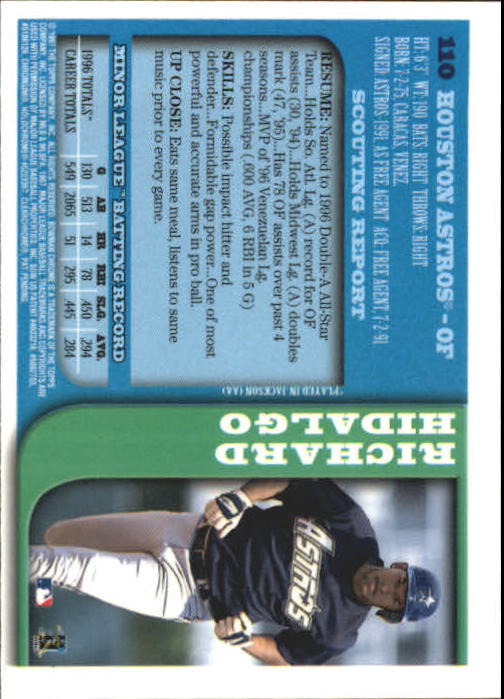 110 HOUSTON ASTROS® - OF
HT: 6'3" WT: 190 BATS: RIGHT THROWS: RIGHT
BORN: 7-2-75, CARACAS, VENEZ.
SIGNED: ASTROS 1991, AS FREE AGENT ACQ: FREE AGENT, 7-2-91
SCOUTING REPORT
RESUME: Named to 1996 Double-A All-Star
Team...Holds So. Atl. Lg. (A) record for OF
assists (30, '94)...Holds Midwest Lg. (A) doubles
mark (47, '95)...Has 78 OF assists over past 4
seasons...MVP of '96 Venezuelan Lg.
championships (.600 AVG, 6 RBI in 5 G)
SKILLS: Possible impact hitter and
defender...Formidable gap power...One of most
powerful and accurate arms in pro ball.
UP CLOSE: Eats same meal, listens to same
music prior to every game.
*PLAYED IN JACKSON (AA)
MINOR LEAGUE™ BATTING RECORD
G AB HR RBI SLG. AVG.
1996 TOTALS* 130 513 14 78 .450 .294
CAREER TOTALS 549 2065 51 295 .445 .284
RICHARD
HIDALGO
ASTROS